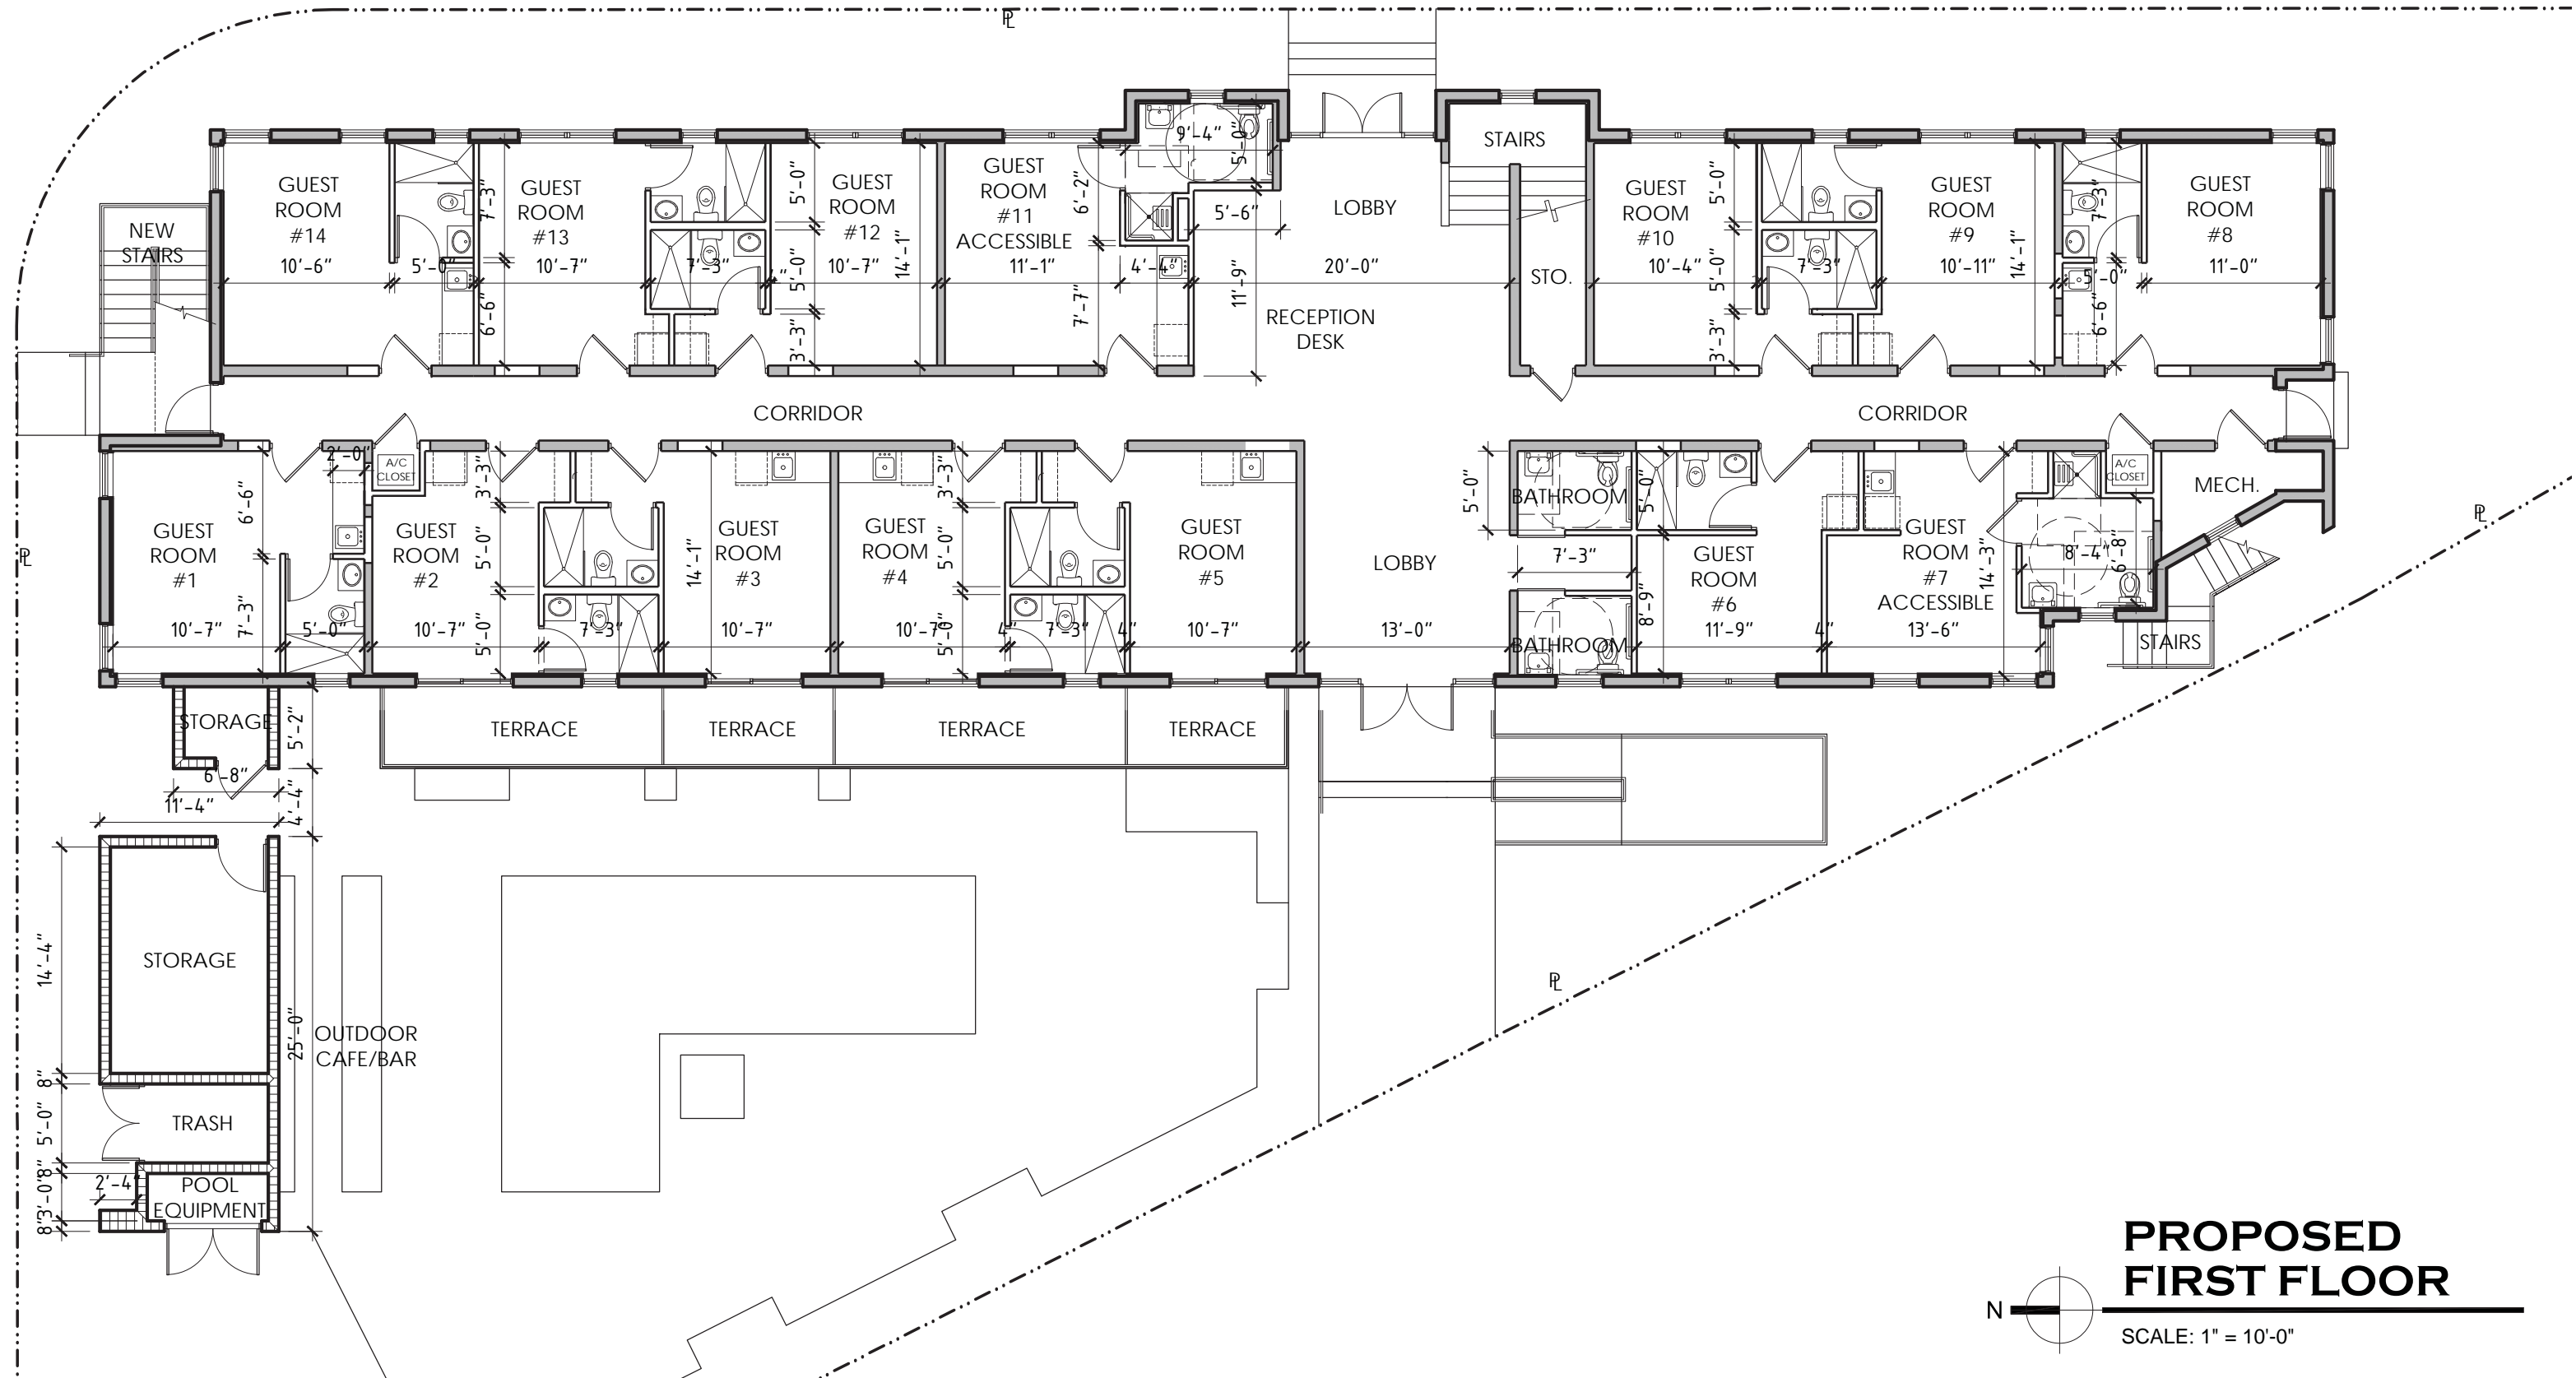 PL
NEW
STAIRS
GUEST
ROOM
#14
10'-6"
5'-0"
7'-3"
6'-6"
GUEST
ROOM
#13
10'-7"
7'-3"
5'-0"
5'-0"
3'-3"
GUEST
ROOM
#12
10'-7"
14'-1"
GUEST
ROOM
#11
ACCESSIBLE
11'-1"
6'-2"
7'-7"
9'-4"
5'-0"
5'-6"
4'-4"
11'-9"
LOBBY
20'-0"
RECEPTION
DESK
STAIRS
STO.
GUEST
ROOM
#10
10'-4"
5'-0"
5'-0"
3'-3"
7'-3"
GUEST
ROOM
#9
10'-11"
14'-1"
5'-0"
7'-3"
6'-6"
GUEST
ROOM
#8
11'-0"
CORRIDOR
CORRIDOR
PL
GUEST
ROOM
#1
10'-7"
6'-6"
7'-3"
2'-0"
5'-0"
A/C
CLOSET
GUEST
ROOM
#2
10'-7"
3'-3"
5'-0"
5'-0"
7'-3"
14'-1"
GUEST
ROOM
#3
10'-7"
GUEST
ROOM
#4
10'-7"
3'-3"
5'-0"
5'-0"
4"
7'-3"
4"
GUEST
ROOM
#5
10'-7"
LOBBY
13'-0"
5'-0"
BATHROOM
7'-3"
BATHROOM
5'-0"
8'-9"
GUEST
ROOM
#6
11'-9"
4"
GUEST
ROOM
#7
ACCESSIBLE
13'-6"
14'-3"
8'-4"
6'-8"
A/C
CLOSET
MECH.
STAIRS
PL
STORAGE
5'-2"
6'-8"
11'-4"
4'-4"
TERRACE
TERRACE
TERRACE
TERRACE
14'-4"
STORAGE
25'-0"
OUTDOOR
CAFE/BAR
8"
5'-0"
TRASH
8"
2'-4"
3'-0"
8"
POOL
EQUIPMENT
PL
PROPOSED
FIRST FLOOR
N
SCALE: 1" = 10'-0"